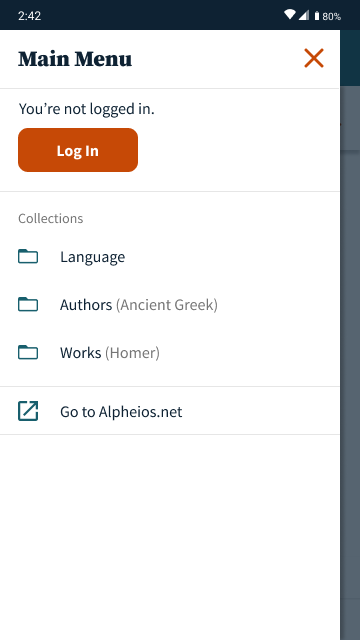 2:42
80%
Main Menu
You’re not logged in.
Log In
Collections
Language
Authors (Ancient Greek)
Works (Homer)
Go to Alpheios.net